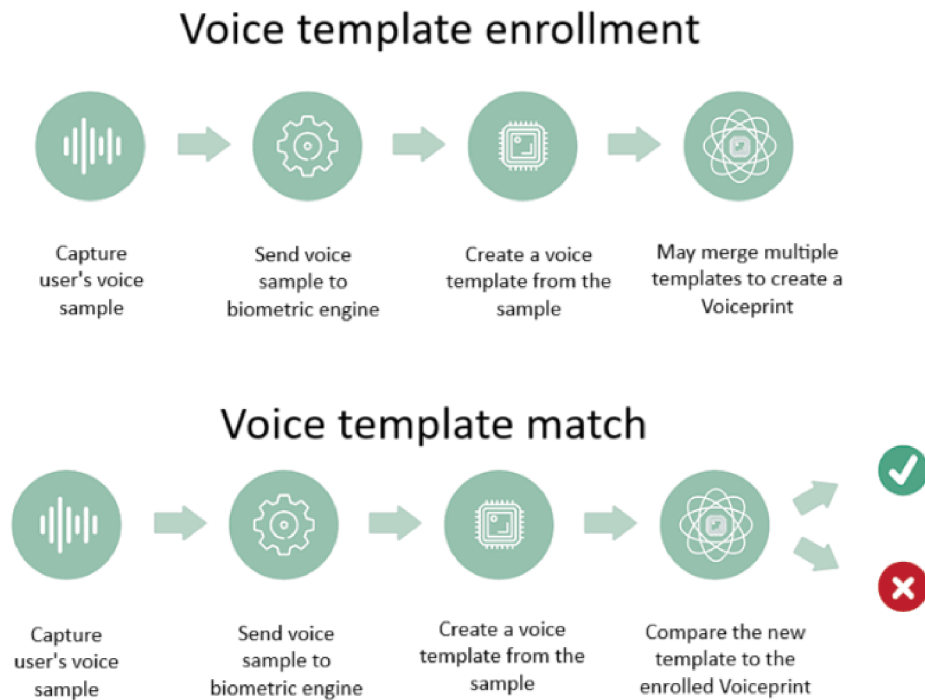 Voice template enrollment
Capture
user's voice
sample
Send voice
sample to
biometric engine
Create a voice
template from the
sample
May merge multiple
templates to create a
Voiceprint
Voice template match
Capture
user's voice
sample
Send voice
sample to
biometric engine
Create a voice
template from the
sample
Compare the new
template to the
enrolled Voiceprint